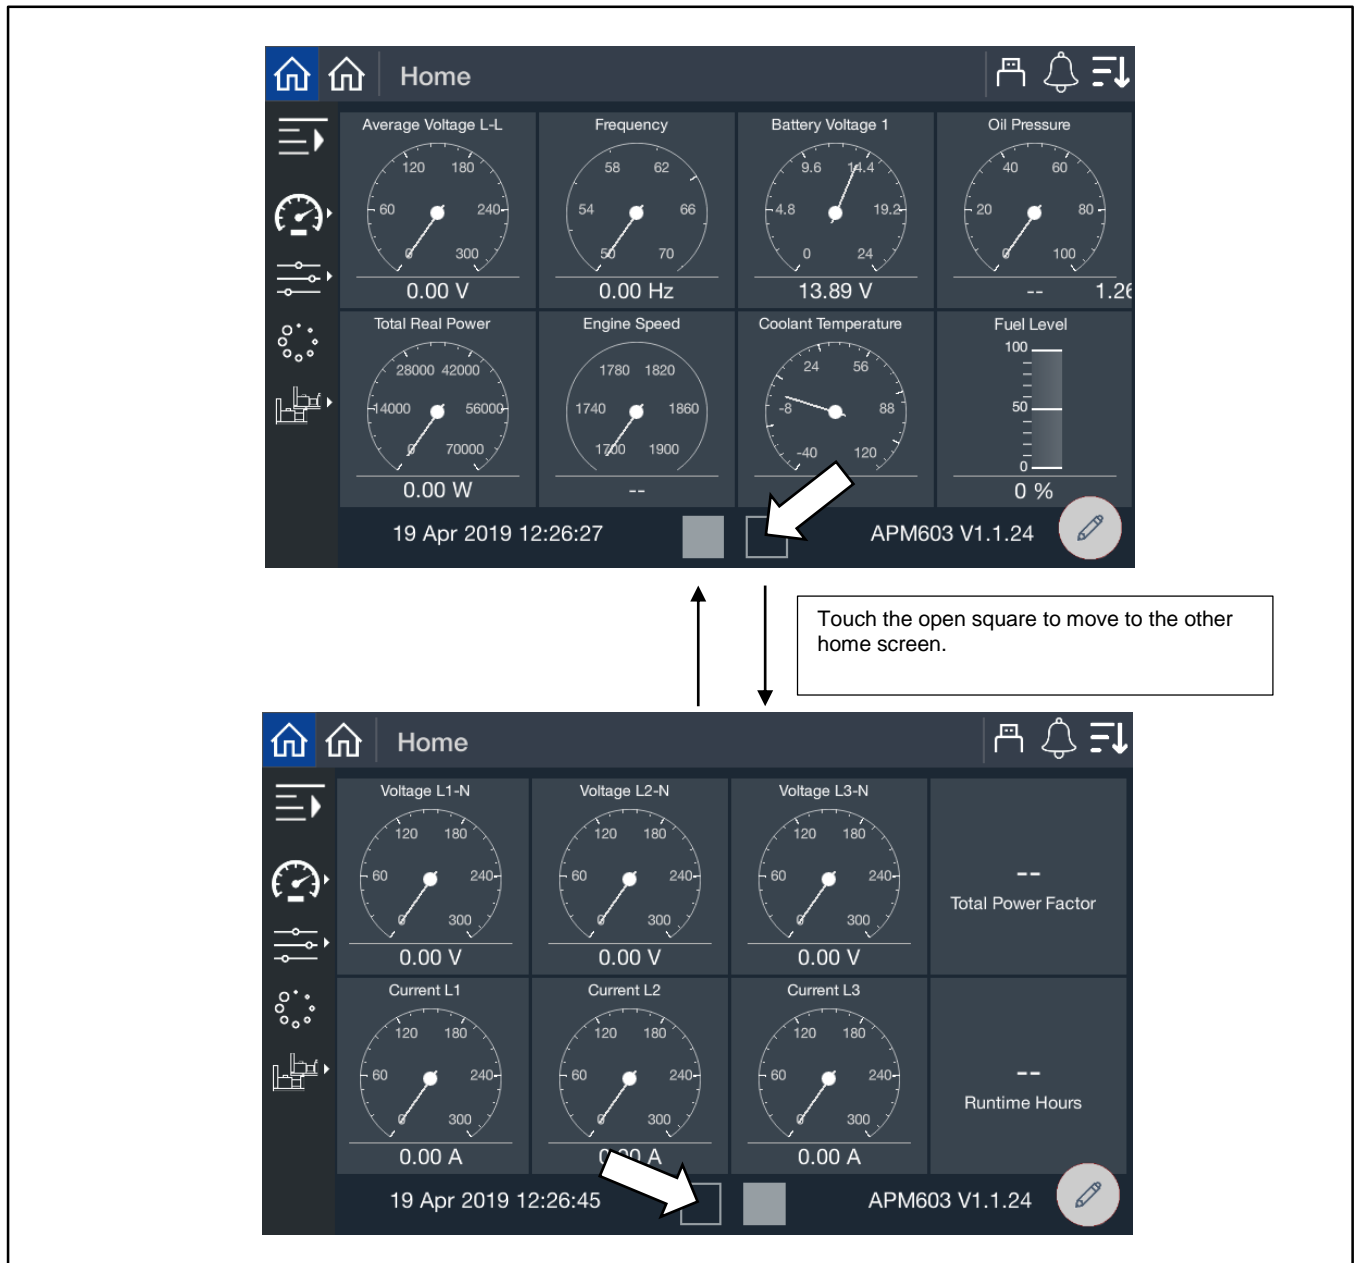 Home
Average Voltage L-L
120 180
60 240
0 300
0.00 V
Frequency
58 62
54 66
50 70
0.00 Hz
Battery Voltage 1
9.6 14.4
4.8 19.2
0 24
13.89 V
Oil Pressure
40 60
20 80
0 100
-- 1.26
Total Real Power
28000 42000
14000 56000
0 70000
0.00 W
Engine Speed
1780 1820
1740 1860
1700 1900
--
Coolant Temperature
24 56
-8 88
-40 120
Fuel Level
100
50
0
0 %
19 Apr 2019 12:26:27
APM603 V1.1.24
Touch the open square to move to the other
home screen.
Home
Voltage L1-N
120 180
60 240
0 300
0.00 V
Voltage L2-N
120 180
60 240
0 300
0.00 V
Voltage L3-N
120 180
60 240
0 300
0.00 V
--
Total Power Factor
Current L1
120 180
60 240
0 300
0.00 A
Current L2
120 180
60 240
0 300
0.00 A
Current L3
120 180
60 240
0 300
0.00 A
--
Runtime Hours
19 Apr 2019 12:26:45
APM603 V1.1.24